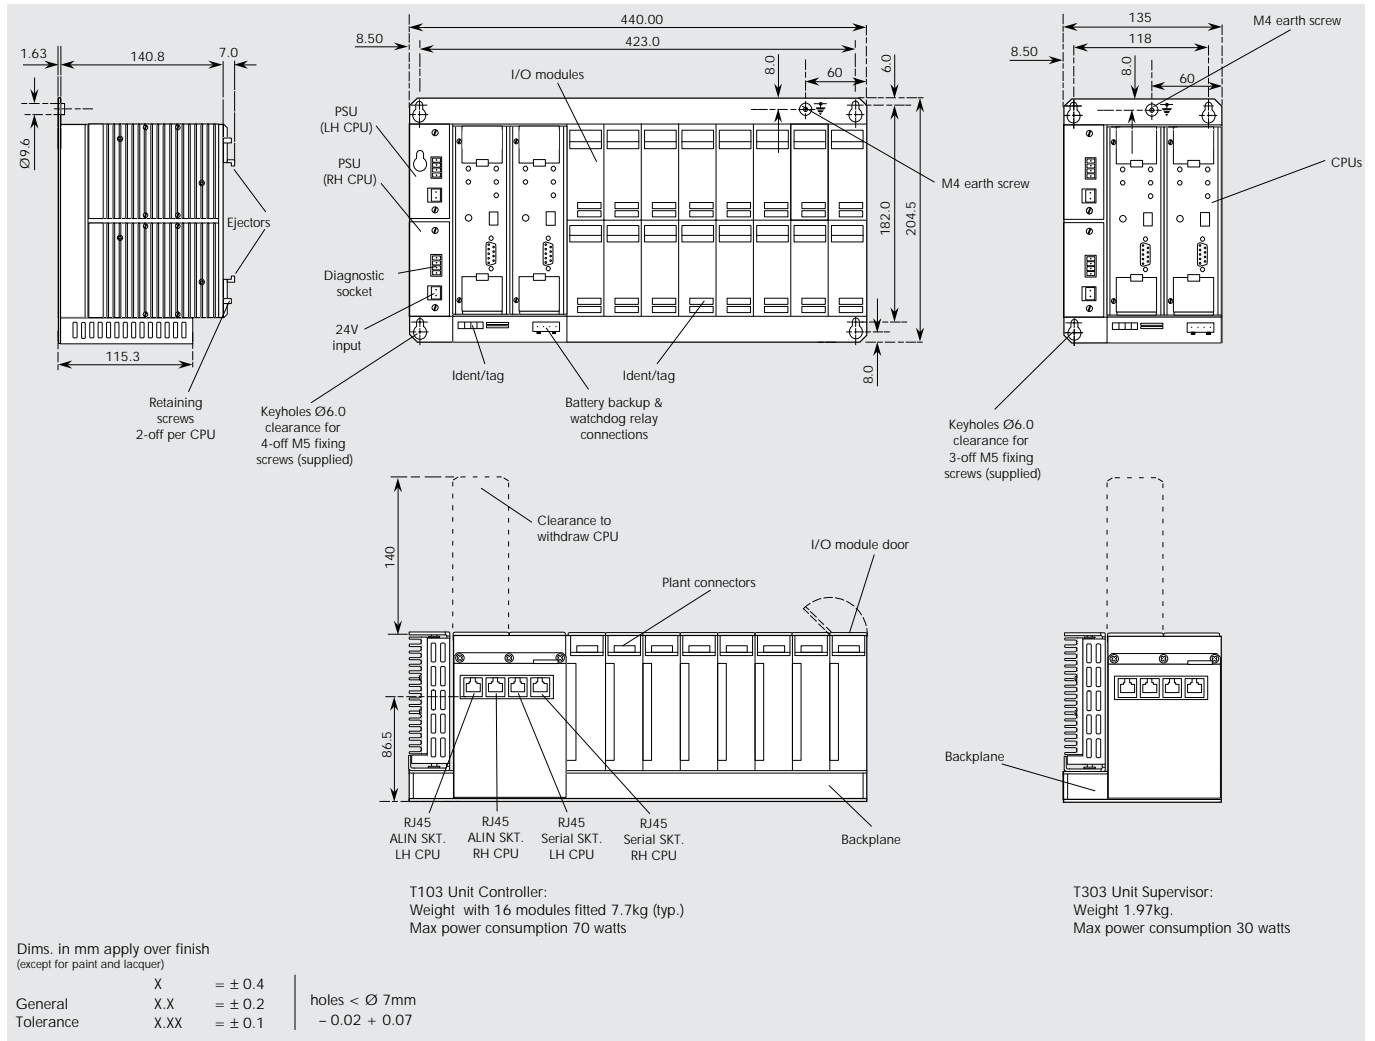 440.00
423.0
8.50
1.63
140.8
7.0
Ø9.6
115.3
Ejectors
Retaining
screws
2-off per CPU
I/O modules
8.0
60
6.0
PSU
(LH CPU)
PSU
(RH CPU)
Diagnostic
socket
24V
input
M4 earth screw
182.0
204.5
8.0
Ident/tag
Ident/tag
Battery backup &
watchdog relay
connections
Keyholes Ø6.0
clearance for
4-off M5 fixing
screws (supplied)
135
118
8.50
8.0
60
M4 earth screw
CPUs
Keyholes Ø6.0
clearance for
3-off M5 fixing
screws (supplied)
140
Clearance to
withdraw CPU
I/O module door
Plant connectors
86.5
RJ45
ALIN SKT.
LH CPU
RJ45
ALIN SKT.
RH CPU
RJ45
Serial SKT.
LH CPU
RJ45
Serial SKT.
RH CPU
Backplane
Backplane
T103 Unit Controller:
Weight with 16 modules fitted 7.7kg (typ.)
Max power consumption 70 watts
T303 Unit Supervisor:
Weight 1.97kg.
Max power consumption 30 watts
Dims. in mm apply over finish
(except for paint and lacquer)
X = ± 0.4
General X.X = ± 0.2
Tolerance X.XX = ± 0.1
holes < Ø 7mm
– 0.02 + 0.07